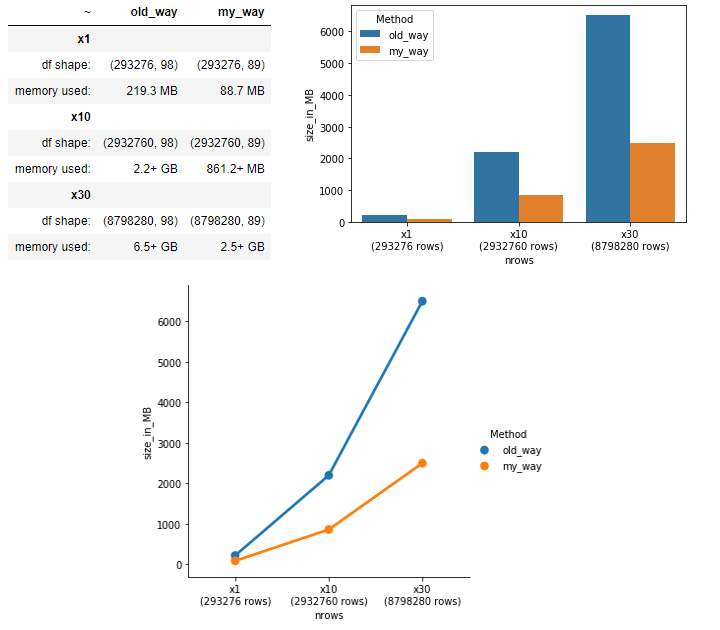 ~ old_way my_way
x1
df shape: (293276, 98) (293276, 89)
memory used: 219.3 MB 88.7 MB
x10
df shape: (2932760, 98) (2932760, 89)
memory used: 2.2+ GB 861.2+ MB
x30
df shape: (8798280, 98) (8798280, 89)
memory used: 6.5+ GB 2.5+ GB
Method
old_way
my_way
size_in_MB
6000
5000
4000
3000
2000
1000
0
x1 x10 x30
(293276 rows) (2932760 rows) (8798280 rows)
nrows
size_in_MB
6000
5000
4000
3000
2000
1000
0
x1 x10 x30
(293276 rows) (2932760 rows) (8798280 rows)
nrows
Method
old_way
my_way